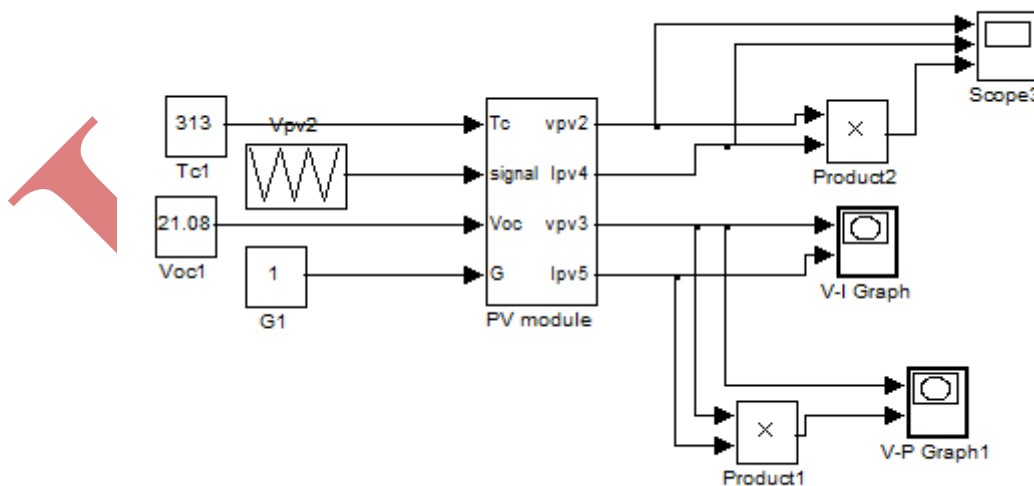 Scope3
313
Tc1
Vpv2
21.08
Voc1
1
G1
Tc
signal
Voc
G
vpv2
Ipv4
vpv3
Ipv5
PV module
×
Product2
V-I Graph
×
Product1
V-P Graph1